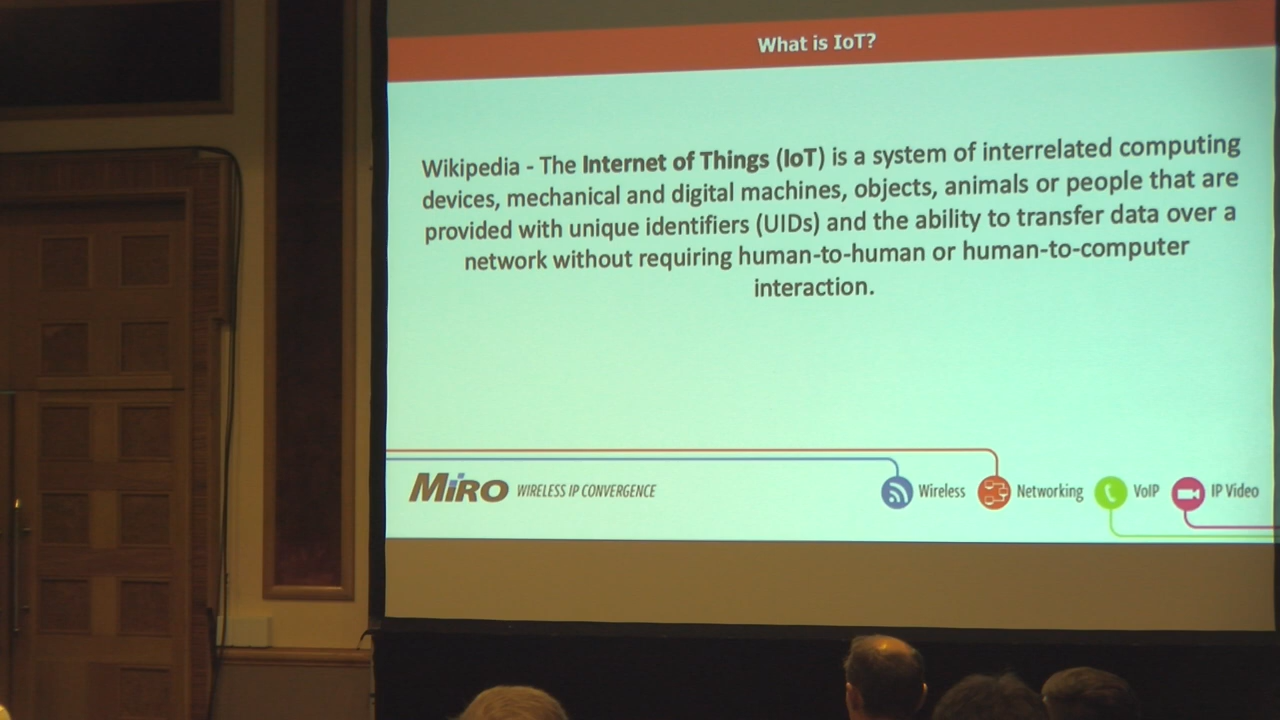 What is IoT?
Wikipedia - The Internet of Things (IoT) is a system of interrelated computing
devices, mechanical and digital machines, objects, animals or people that are
provided with unique identifiers (UIDs) and the ability to transfer data over a
network without requiring human-to-human or human-to-computer
interaction.
MiRO WIRELESS IP CONVERGENCE
Wireless Networking VoIP IP Video